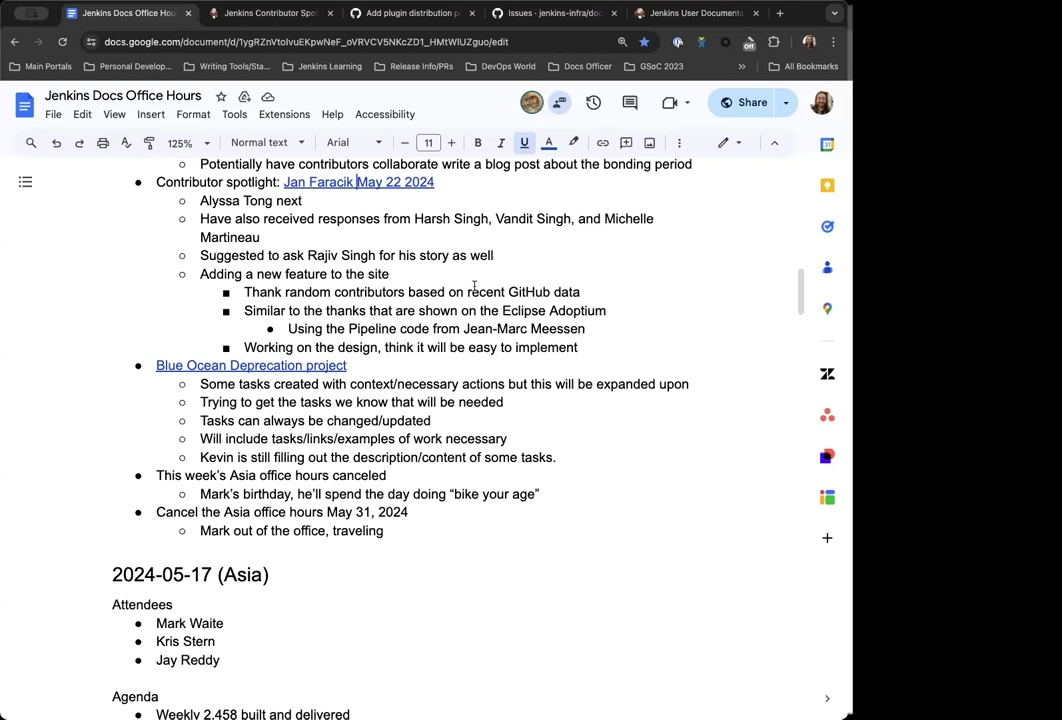 Jenkins Docs Office Hou
Jenkins Contributor Spo
Add plugin distribution p
Issues · jenkins-infra/doc
Jenkins User Documenta
docs.google.com/document/d/1ygRZnVtoIvuEKpwNeF_oVRVCV5NKcZD1_HMtWlUZguo/edit
Off
Main Portals
Personal Develop...
Writing Tools/Sta...
Jenkins Learning
Release Info/PRs
DevOps World
Docs Officer
GSoC 2023
»
All Bookmarks
Jenkins Docs Office Hours
File Edit View Insert Format Tools Extensions Help Accessibility
Share
125% Normal text Arial − 11 + B I U A
○ Potentially have contributors collaborate write a blog post about the bonding period
● Contributor spotlight: Jan Faracik May 22 2024
○ Alyssa Tong next
○ Have also received responses from Harsh Singh, Vandit Singh, and Michelle
Martineau
○ Suggested to ask Rajiv Singh for his story as well
○ Adding a new feature to the site
■ Thank random contributors based on recent GitHub data
■ Similar to the thanks that are shown on the Eclipse Adoptium
● Using the Pipeline code from Jean-Marc Meessen
■ Working on the design, think it will be easy to implement
● Blue Ocean Deprecation project
○ Some tasks created with context/necessary actions but this will be expanded upon
○ Trying to get the tasks we know that will be needed
○ Tasks can always be changed/updated
○ Will include tasks/links/examples of work necessary
○ Kevin is still filling out the description/content of some tasks.
● This week's Asia office hours canceled
○ Mark's birthday, he'll spend the day doing “bike your age”
● Cancel the Asia office hours May 31, 2024
○ Mark out of the office, traveling
2024-05-17 (Asia)
Attendees
● Mark Waite
● Kris Stern
● Jay Reddy
Agenda
● Weekly 2.458 built and delivered